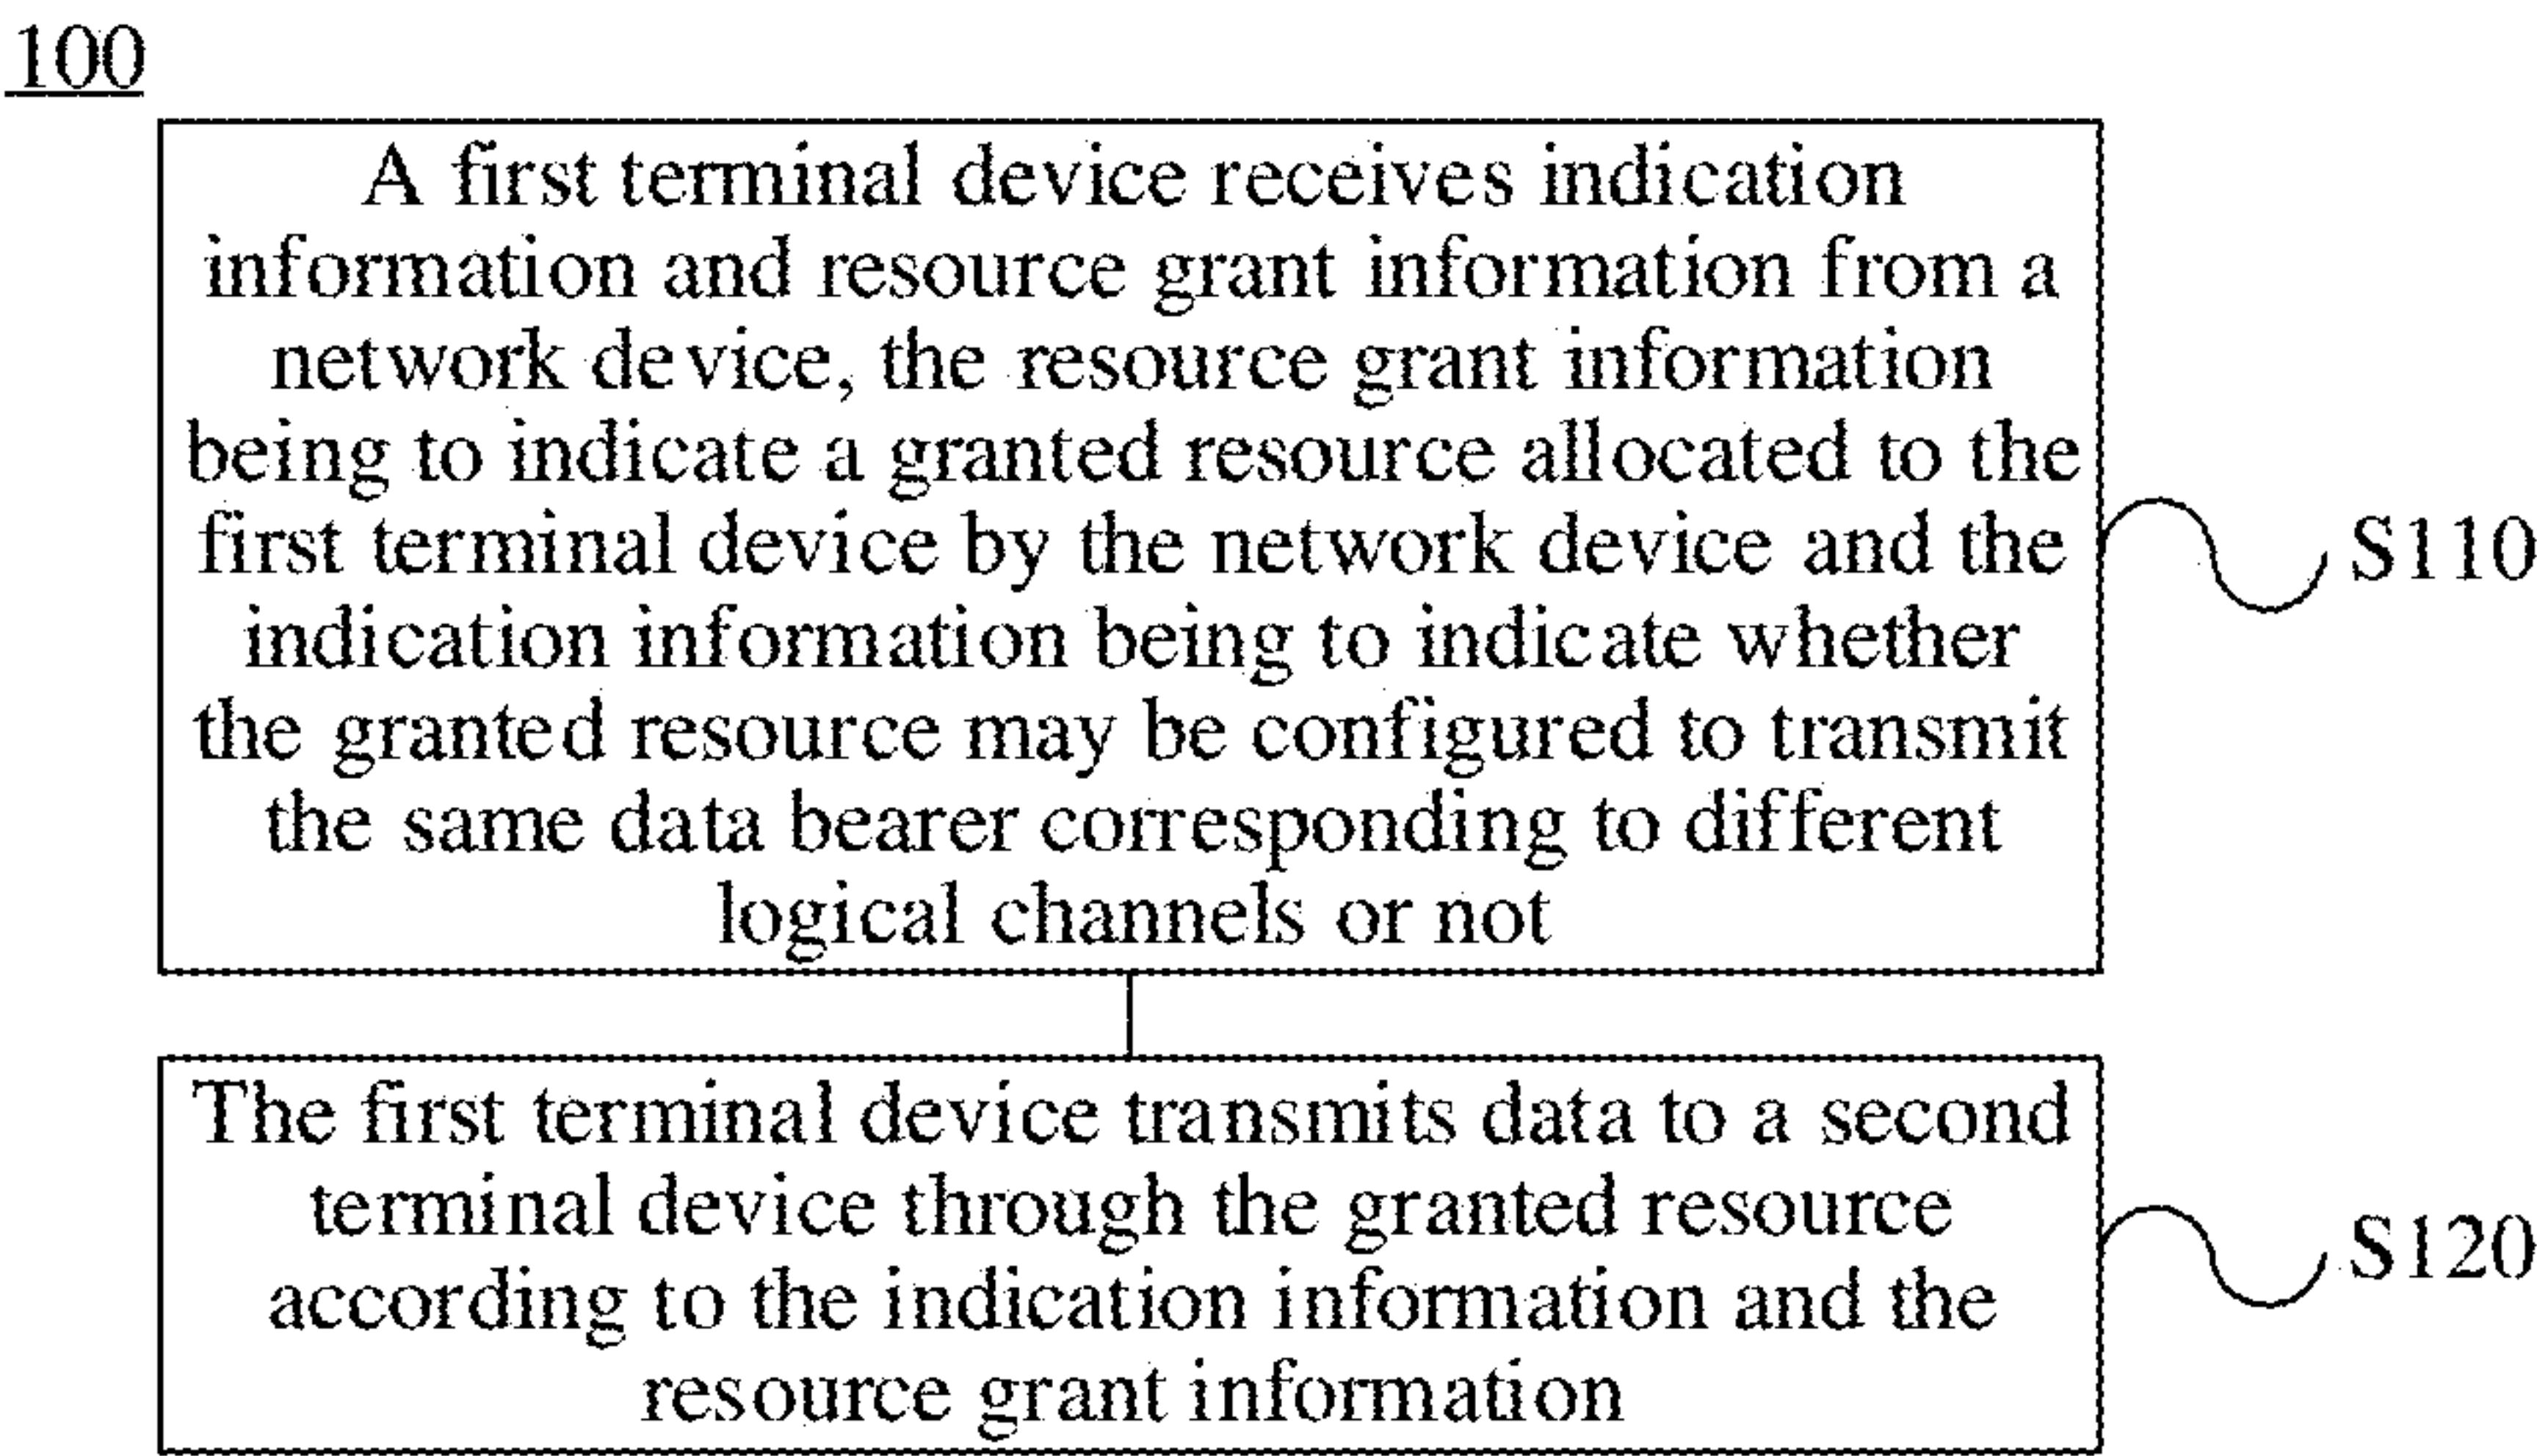 100
A first terminal device receives indication
information and resource grant information from a
network device, the resource grant information
being to indicate a granted resource allocated to the
first terminal device by the network device and the
indication information being to indicate whether
the granted resource may be configured to transmit
the same data bearer corresponding to different
logical channels or not
S110
The first terminal device transmits data to a second
terminal device through the granted resource
according to the indication information and the
resource grant information
S120